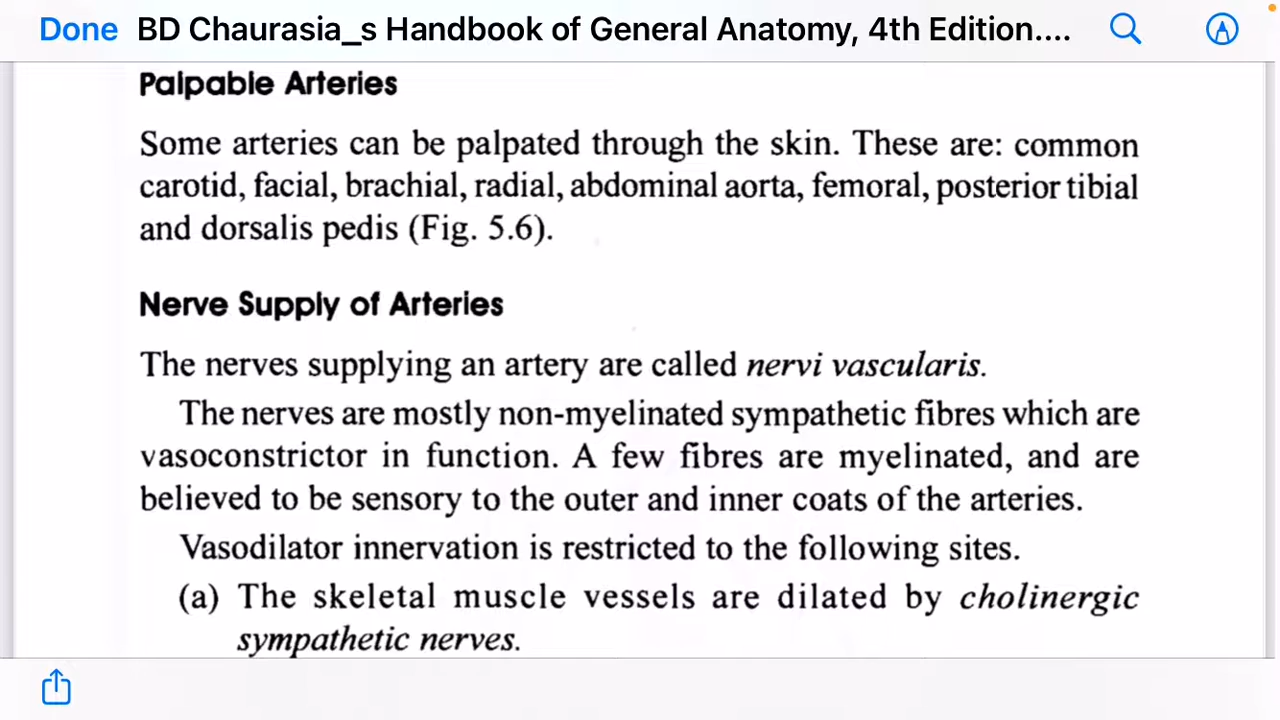 Done BD Chaurasia_s Handbook of General Anatomy, 4th Edition....
Palpable Arteries
Some arteries can be palpated through the skin. These are: common
carotid, facial, brachial, radial, abdominal aorta, femoral, posterior tibial
and dorsalis pedis (Fig. 5.6).
Nerve Supply of Arteries
The nerves supplying an artery are called nervi vascularis.
The nerves are mostly non-myelinated sympathetic fibres which are
vasoconstrictor in function. A few fibres are myelinated, and are
believed to be sensory to the outer and inner coats of the arteries.
Vasodilator innervation is restricted to the following sites.
(a) The skeletal muscle vessels are dilated by cholinergic
sympathetic nerves.